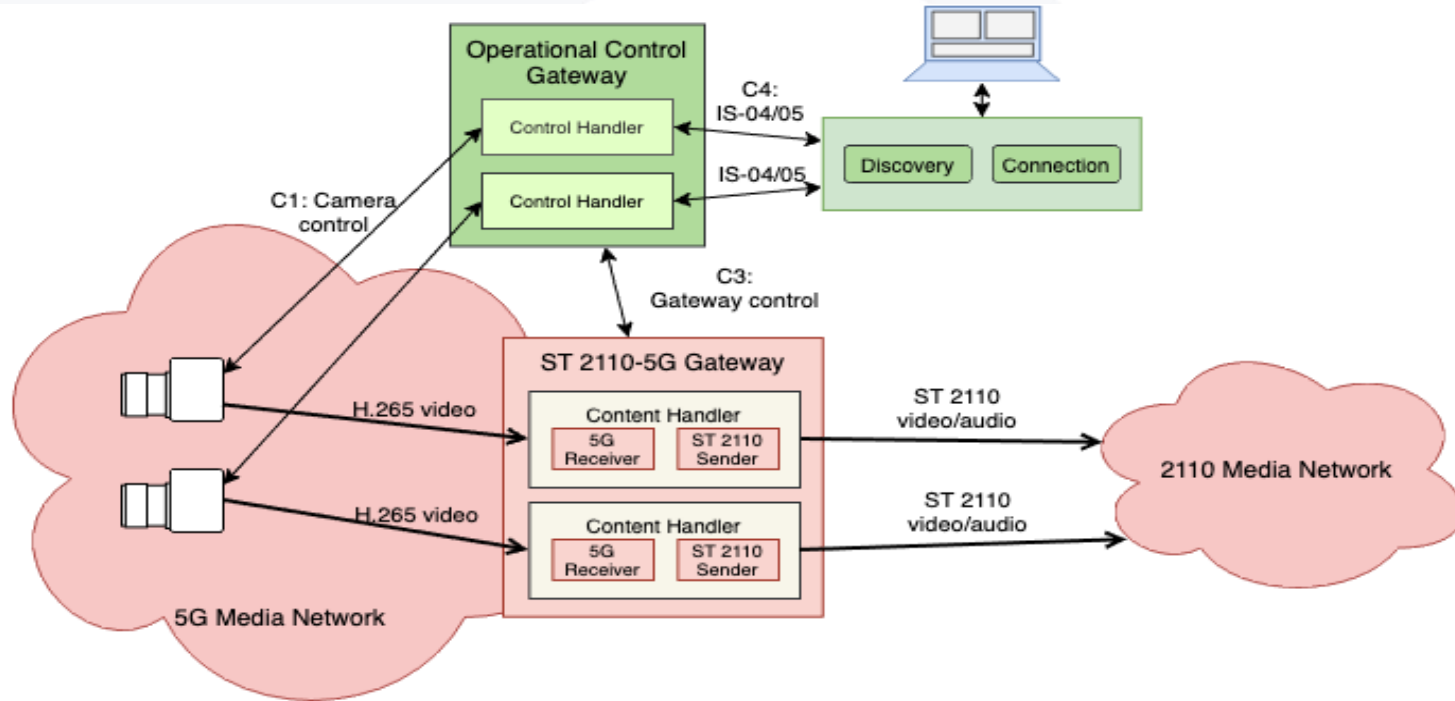 Operational Control
Gateway
Control Handler
Control Handler
C4:
IS-04/05
IS-04/05
Discovery
Connection
C1: Camera
control
C3:
Gateway control
ST 2110-5G Gateway
H.265 video
Content Handler
5G
Receiver
ST 2110
Sender
ST 2110
video/audio
H.265 video
Content Handler
5G
Receiver
ST 2110
Sender
ST 2110
video/audio
2110 Media Network
5G Media Network